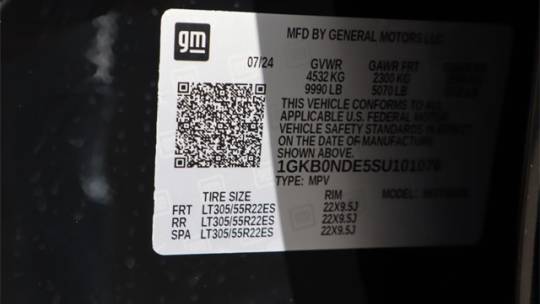 gm
MFD BY GENERAL MOTORS LLC
07/24 GVWR GAWR FRT
4532 KG 2300 KG
9990 LB 5070 LB
THIS VEHICLE CONFORMS TO ALL
APPLICABLE U.S. FEDERAL MOTOR
VEHICLE SAFETY STANDARDS IN EFFECT
ON THE DATE OF MANUFACTURE
SHOWN ABOVE.
1GKB0NDE5SU101076
TYPE: MPV
TIRE SIZE RIM
FRT LT305/55R22ES 22X9.5J
RR LT305/55R22ES 22X9.5J
SPA LT305/55R22ES 22X9.5J